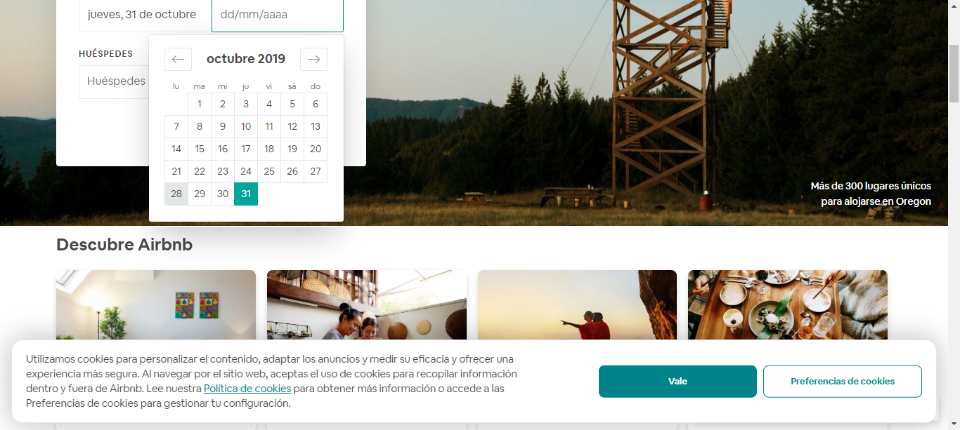 jueves, 31 de octubre
dd/mm/aaaa
HUÉSPEDES
Huéspedes
octubre 2019
lu ma mi ju vi sá do
1 2 3 4 5 6
7 8 9 10 11 12 13
14 15 16 17 18 19 20
21 22 23 24 25 26 27
28 29 30 31
Más de 300 lugares únicos
para alojarse en Oregon
Descubre Airbnb
Utilizamos cookies para personalizar el contenido, adaptar los anuncios y medir su eficacia y ofrecer una
experiencia más segura. Al navegar por el sitio web, aceptas el uso de cookies para recopilar información
dentro y fuera de Airbnb. Lee nuestra Política de cookies para obtener más información o accede a las
Preferencias de cookies para gestionar tu configuración.
Vale
Preferencias de cookies